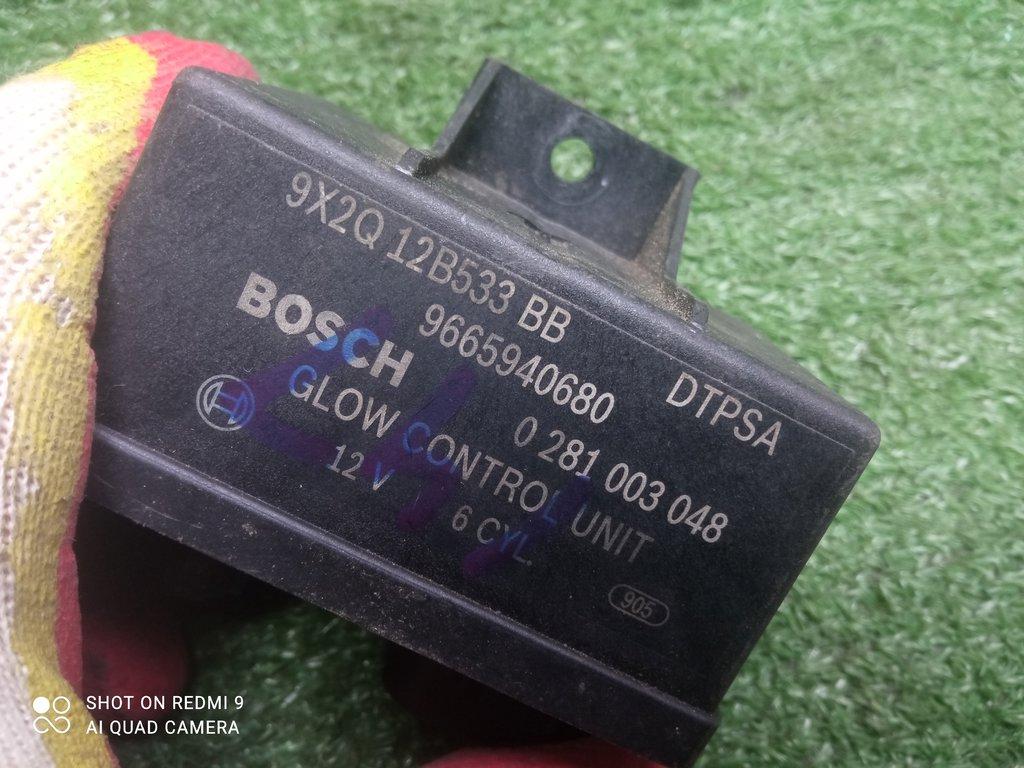 9X2Q 12B533 BB
9665940680 DTPSA
BOSCH 0 281 003 048
GLOW CONTROL UNIT
12 V 6 CYL.
905
SHOT ON REDMI 9
AI QUAD CAMERA